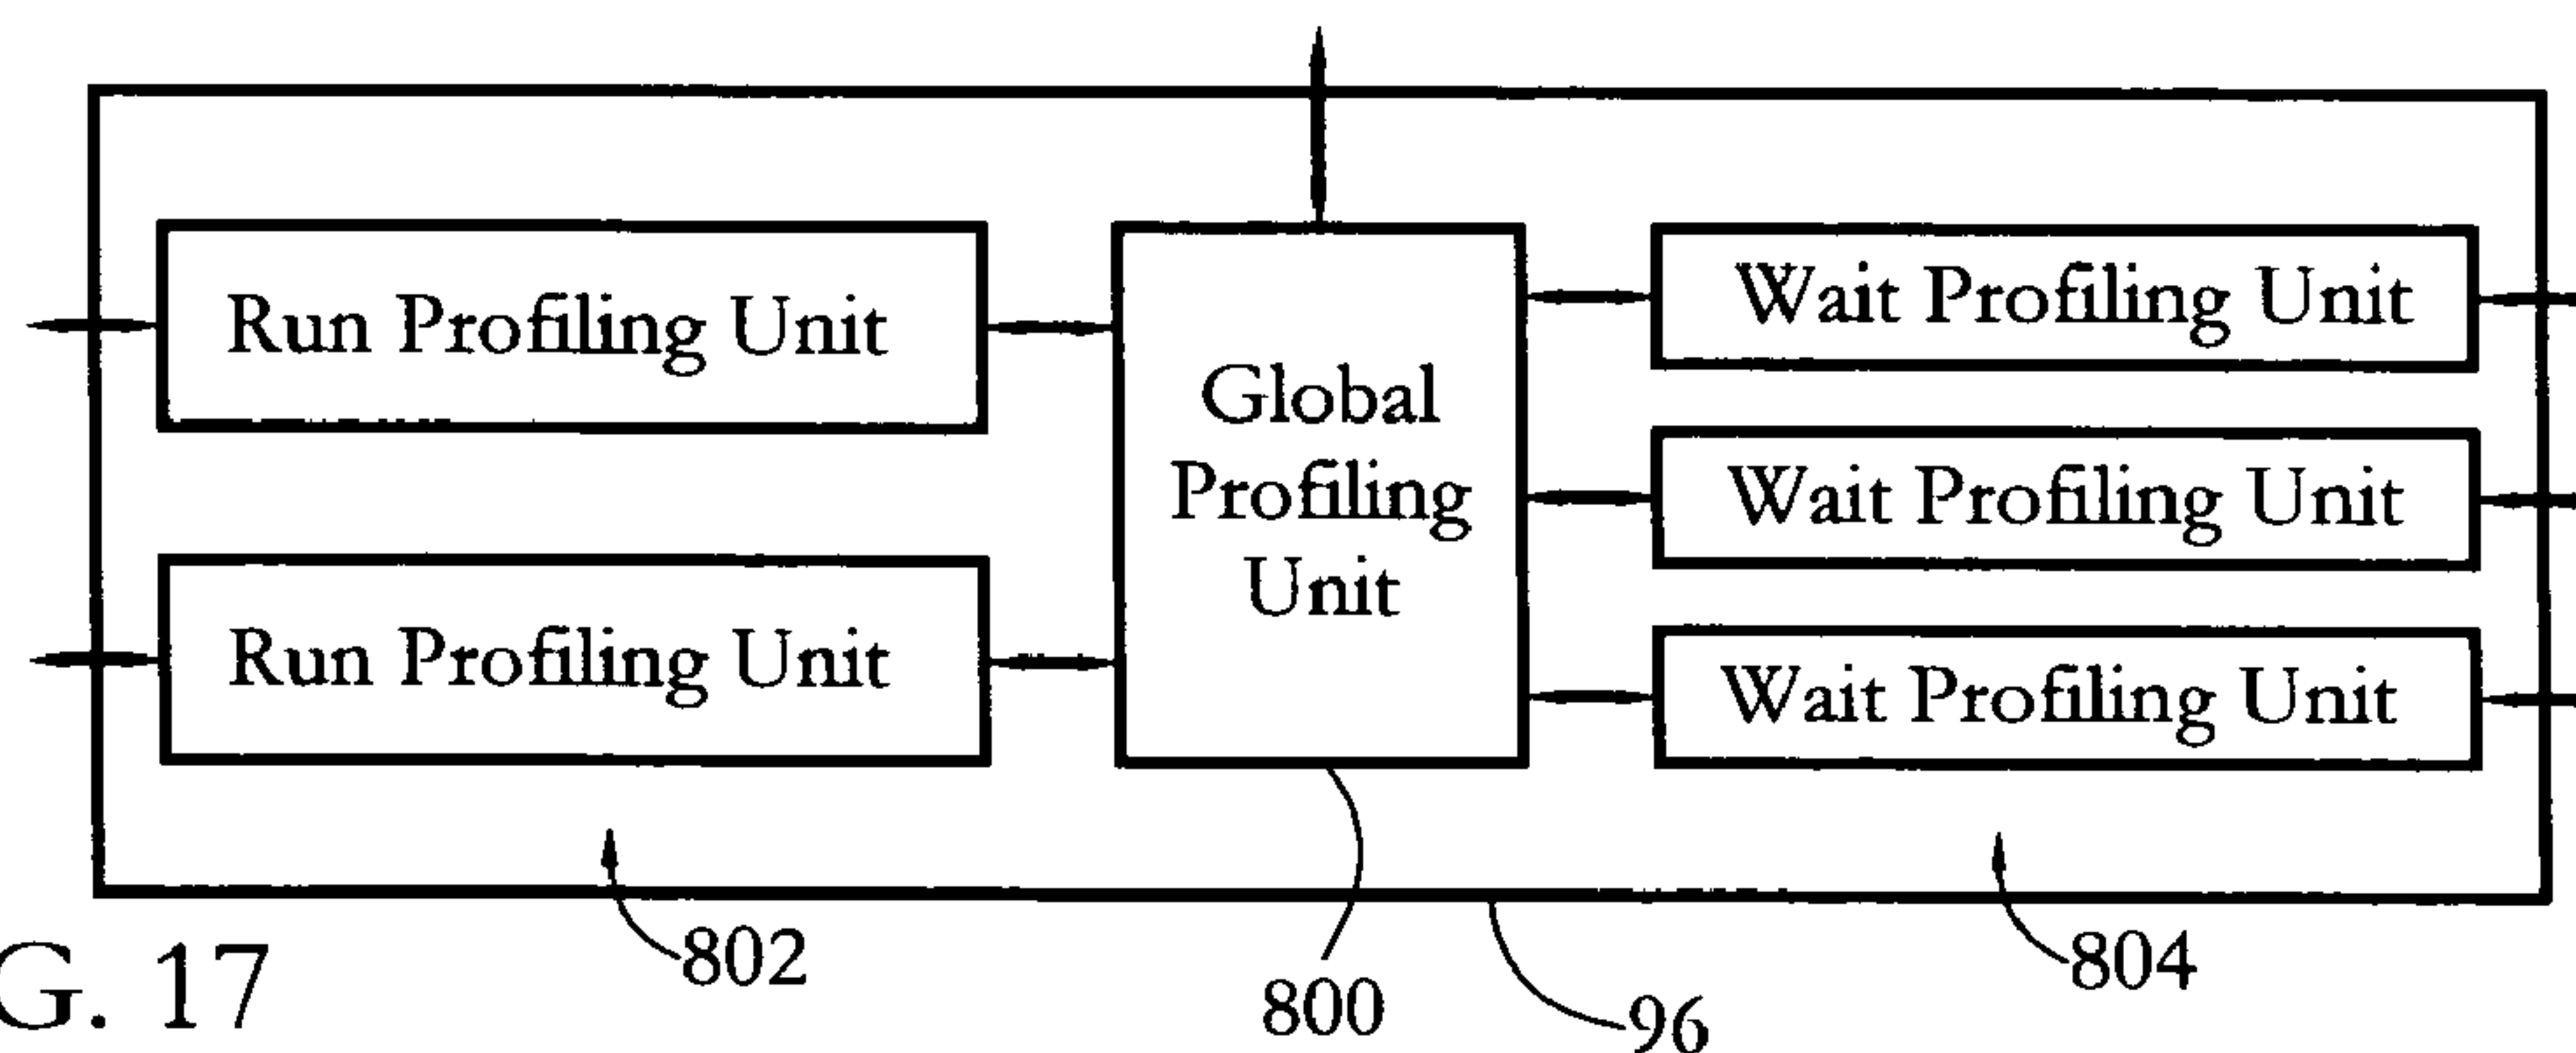 Run Profiling Unit
Run Profiling Unit
Global
Profiling
Unit
Wait Profiling Unit
Wait Profiling Unit
Wait Profiling Unit
802
800
96
804
G. 17